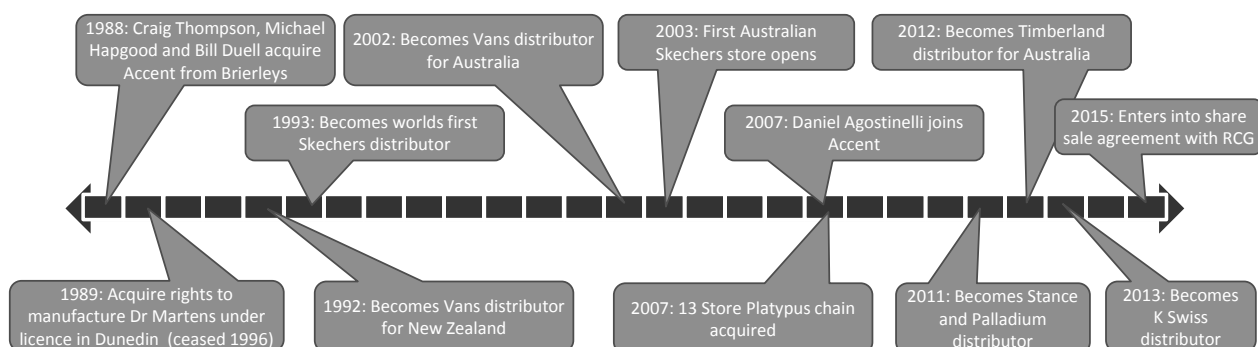 1988: Craig Thompson, Michael
Hapgood and Bill Duell acquire
Accent from Brierleys
2002: Becomes Vans distributor
for Australia
2003: First Australian
Skechers store opens
2012: Becomes Timberland
distributor for Australia
1993: Becomes worlds first
Skechers distributor
2007: Daniel Agostinelli joins
Accent
2015: Enters into share
sale agreement with RCG
1989: Acquire rights to
manufacture Dr Martens under
licence in Dunedin (ceased 1996)
1992: Becomes Vans distributor
for New Zealand
2007: 13 Store Platypus chain
acquired
2011: Becomes Stance
and Palladium
distributor
2013: Becomes
K Swiss
distributor